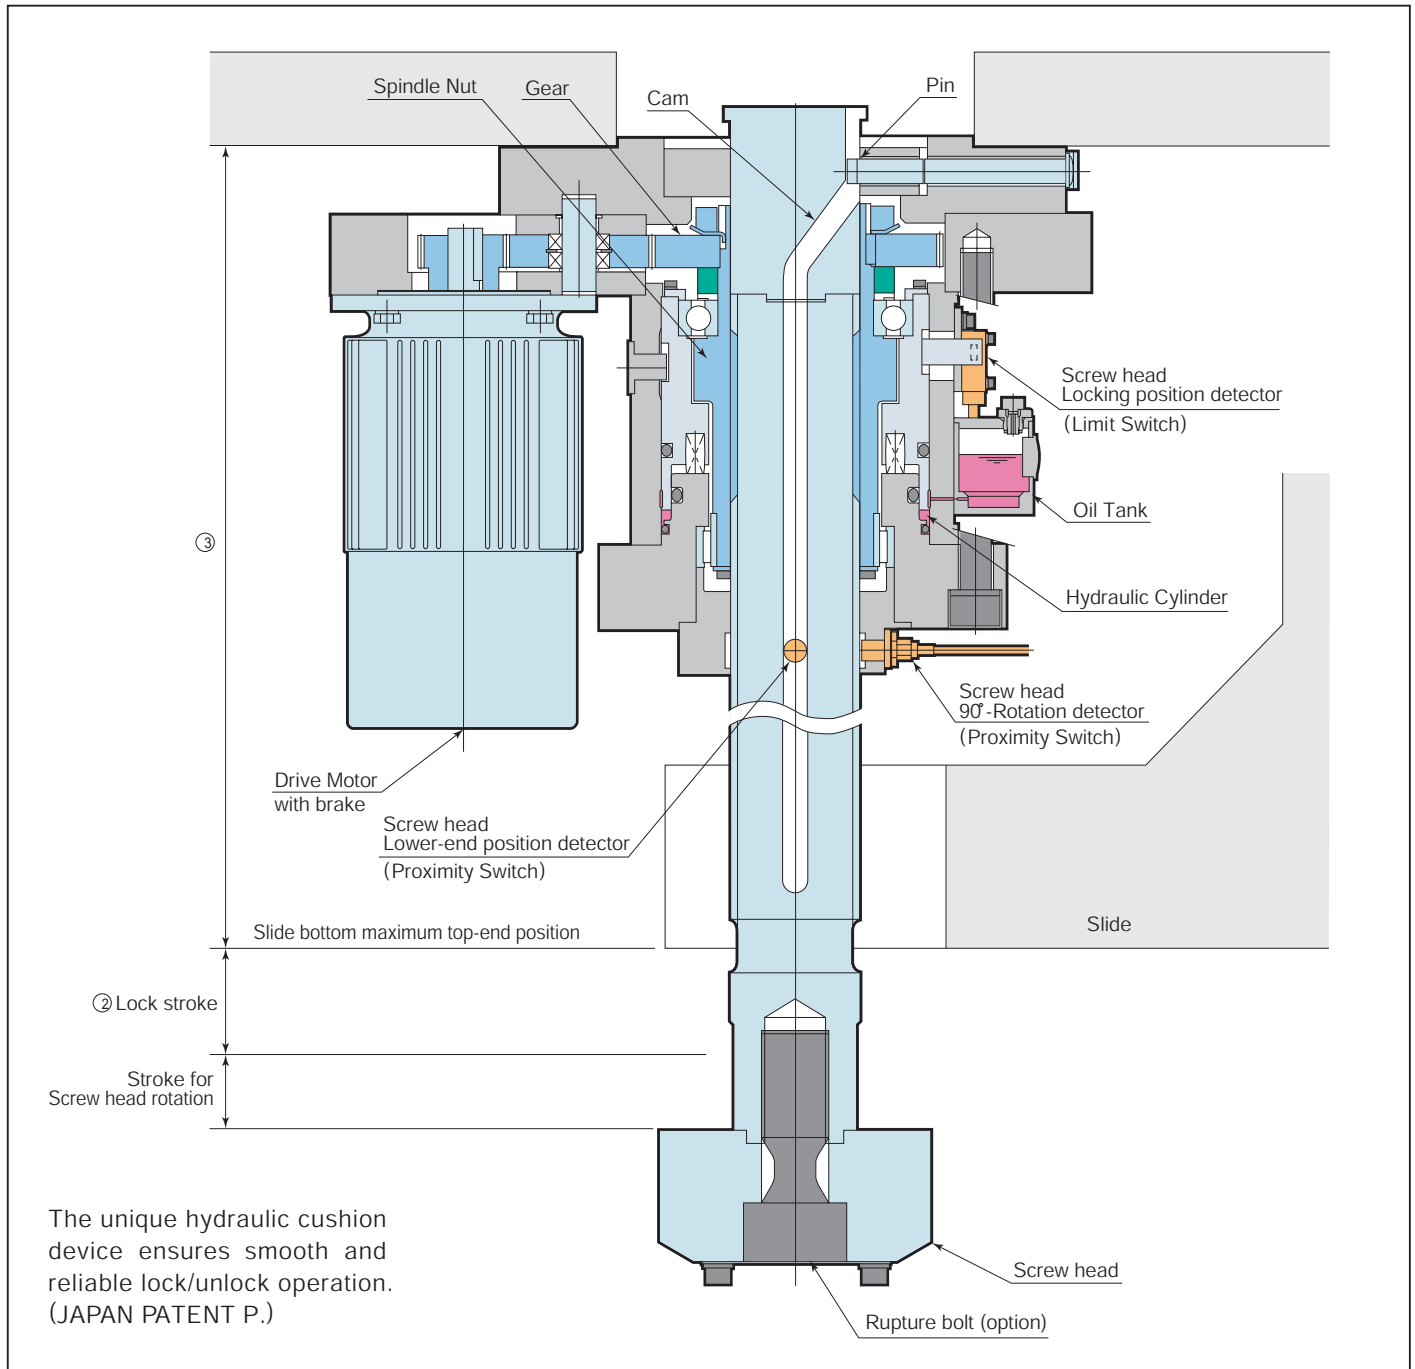 Spindle Nut
Gear
Cam
Pin
Screw head
Locking position detector
(Limit Switch)
Oil Tank
③
Hydraulic Cylinder
Screw head
90°-Rotation detector
(Proximity Switch)
Drive Motor
with brake
Screw head
Lower-end position detector
(Proximity Switch)
Slide bottom maximum top-end position
Slide
②Lock stroke
Stroke for
Screw head rotation
The unique hydraulic cushion
device ensures smooth and
reliable lock/unlock operation.
(JAPAN PATENT P.)
Screw head
Rupture bolt (option)